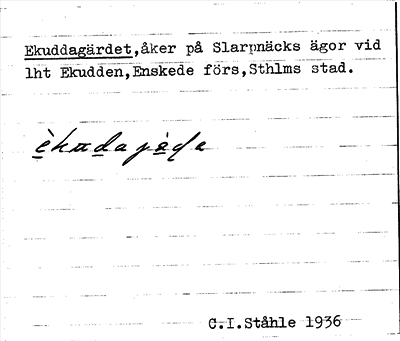 Ekuddagärdet,åker på Slarpnäcks ägor vid
lht Ekudden,Enskede förs,Sthlms stad.
C.I.Ståhle 1936